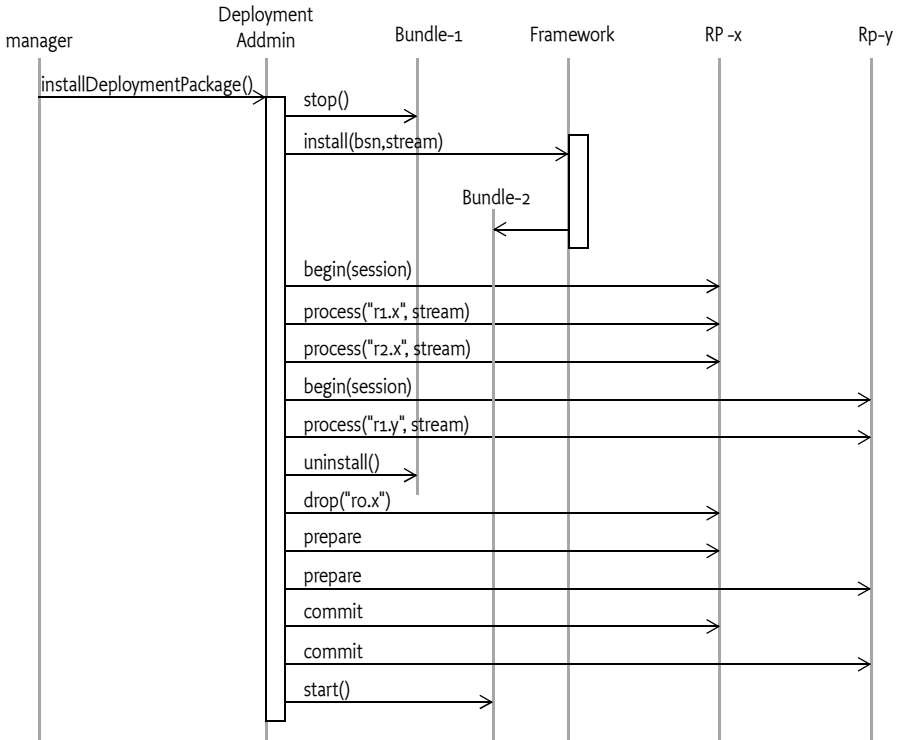 manager
Deployment
Addmin
Bundle-1
Framework
RP -x
Rp-y
installDeploymentPackage()
stop()
install(bsn,stream)
Bundle-2
begin(session)
process("r1.x", stream)
process("r2.x", stream)
begin(session)
process("r1.y", stream)
uninstall()
drop("r0.x")
prepare
prepare
commit
commit
start()